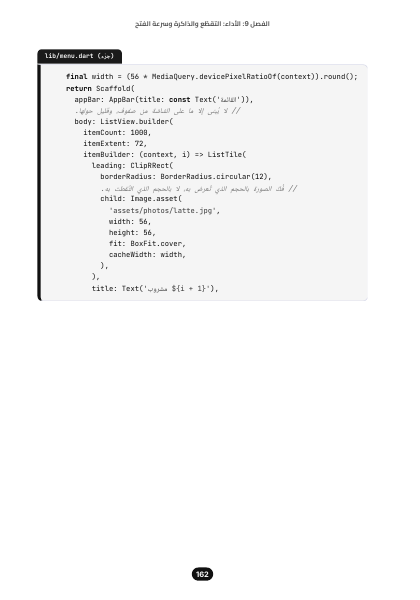 الفصل 9: الأداء: التقطّع والذاكرة وسرعة الفتح
lib/menu.dart (جزء)
final width = (56 * MediaQuery.devicePixelRatioOf(context)).round();
return Scaffold(
appBar: AppBar(title: const Text('القائمة')),
// لا يُبنى إلا ما على الشاشة من صفوف، وقليل حولها.
body: ListView.builder(
itemCount: 1000,
itemExtent: 72,
itemBuilder: (context, i) => ListTile(
leading: ClipRRect(
borderRadius: BorderRadius.circular(12),
// فُك الصورة بالحجم الذي تُعرض به، لا بالحجم الذي التُقطت به.
child: Image.asset(
'assets/photos/latte.jpg',
width: 56,
height: 56,
fit: BoxFit.cover,
cacheWidth: width,
),
),
title: Text('مشروب ${i + 1}'),
162